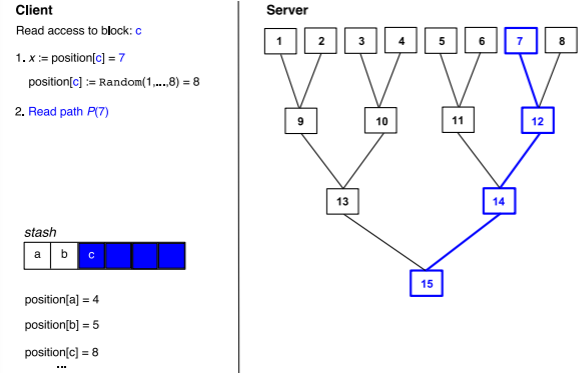 Client
Read access to block: c
1. x := position[c] = 7
position[c] := Random(1,...,8) = 8
2. Read path P(7)
stash
a b c
position[a] = 4
position[b] = 5
position[c] = 8
...
Server
1 2 3 4 5 6 7 8
9 10 11 12
13 14
15